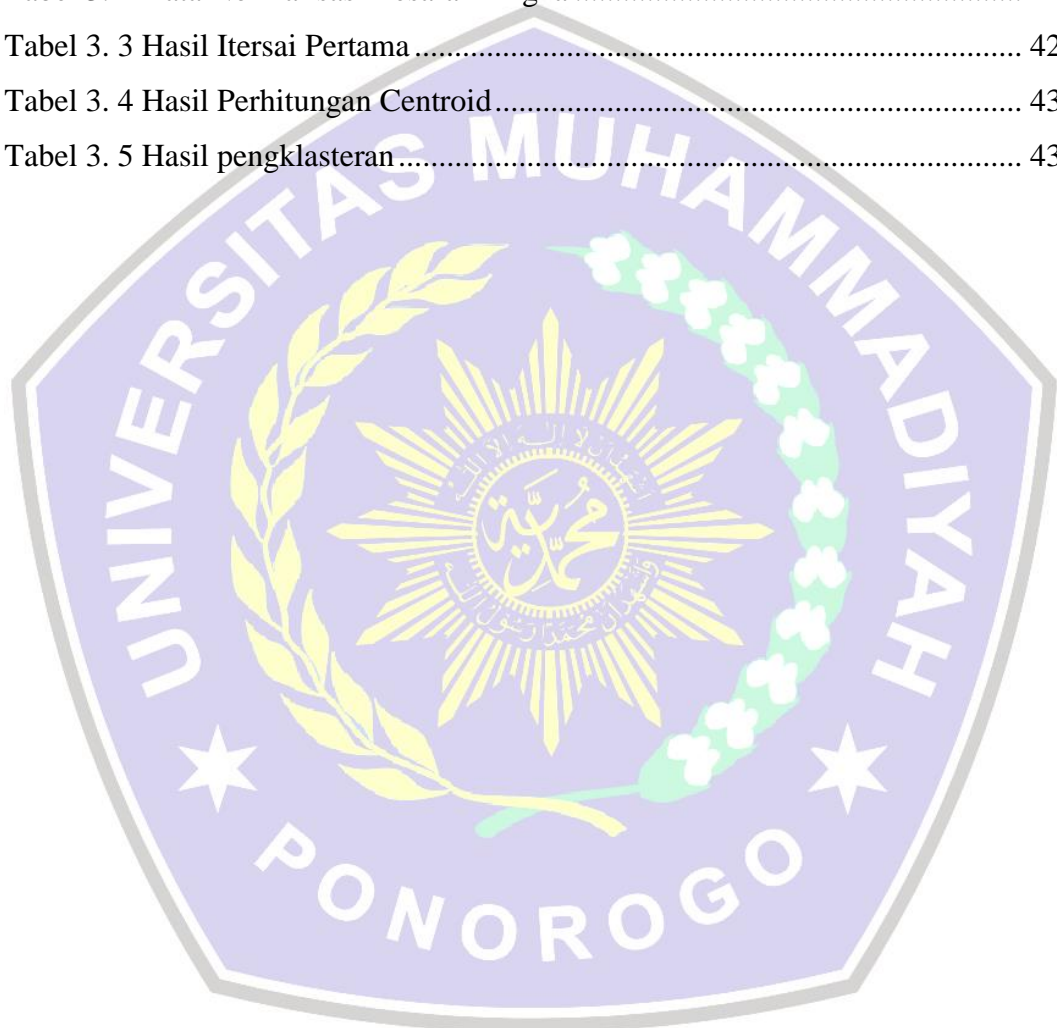 Tabel 3. 3 Hasil Itersai Pertama ........................................................................ 42
Tabel 3. 4 Hasil Perhitungan Centroid ............................................................. 43
Tabel 3. 5 Hasil pengklasteran .......................................................................... 43
UNIVERSITAS MUHAMMADIYAH
محمدية
PONOROGO